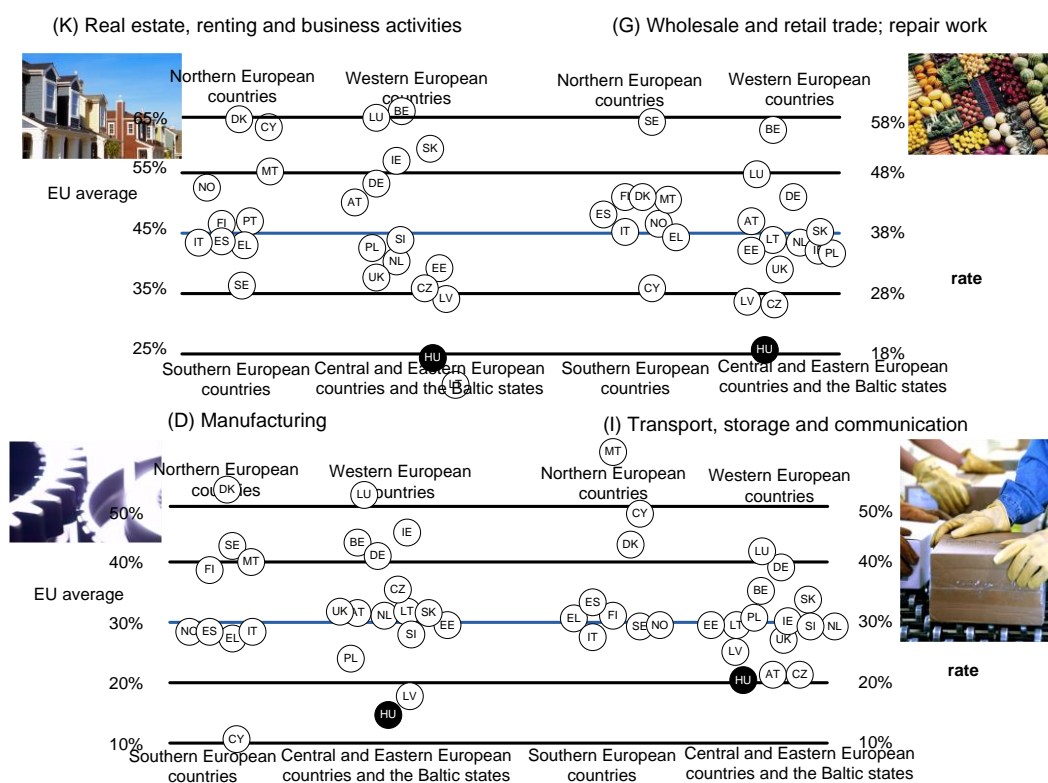 (K) Real estate, renting and business activities
(G) Wholesale and retail trade; repair work
Northern European
countries
Western European
countries
Northern European
countries
Western European
countries
65%
DK
CY
LU
BE
SE
BE
58%
SK
55%
MT
IE
LU
48%
EU average
NO
DE
AT
FI
DK
MT
DE
ES
45%
FI
PT
IT
ES
EL
SI
PL
IT
NO
EL
AT
LT
NL
SK
38%
EE
PL
NL
UK
EE
UK
rate
35%
SE
CZ
LV
CY
LV
CZ
28%
25%
HU
HU
18%
LT
Southern European
countries
Central and Eastern European
countries and the Baltic states
Southern European
countries
Central and Eastern European
countries and the Baltic states
(D) Manufacturing
(I) Transport, storage and communication
MT
Northern European
countries
Western European
countries
Northern European
countries
Western European
countries
DK
LU
50%
CY
50%
SE
BE
IE
DK
LU
40%
FI
MT
DE
DE
40%
EU average
CZ
BE
ES
SK
UK
AT
NL
LT
SK
EL
FI
PL
30%
NO
ES
EL
IT
SI
EE
IT
SE
NO
EE
LT
IE
SI
NL
30%
UK
PL
LV
rate
20%
LV
HU
AT
CZ
20%
HU
10%
CY
10%
Southern European
countries
Central and Eastern European
countries and the Baltic states
Southern European
countries
Central and Eastern European
countries and the Baltic states